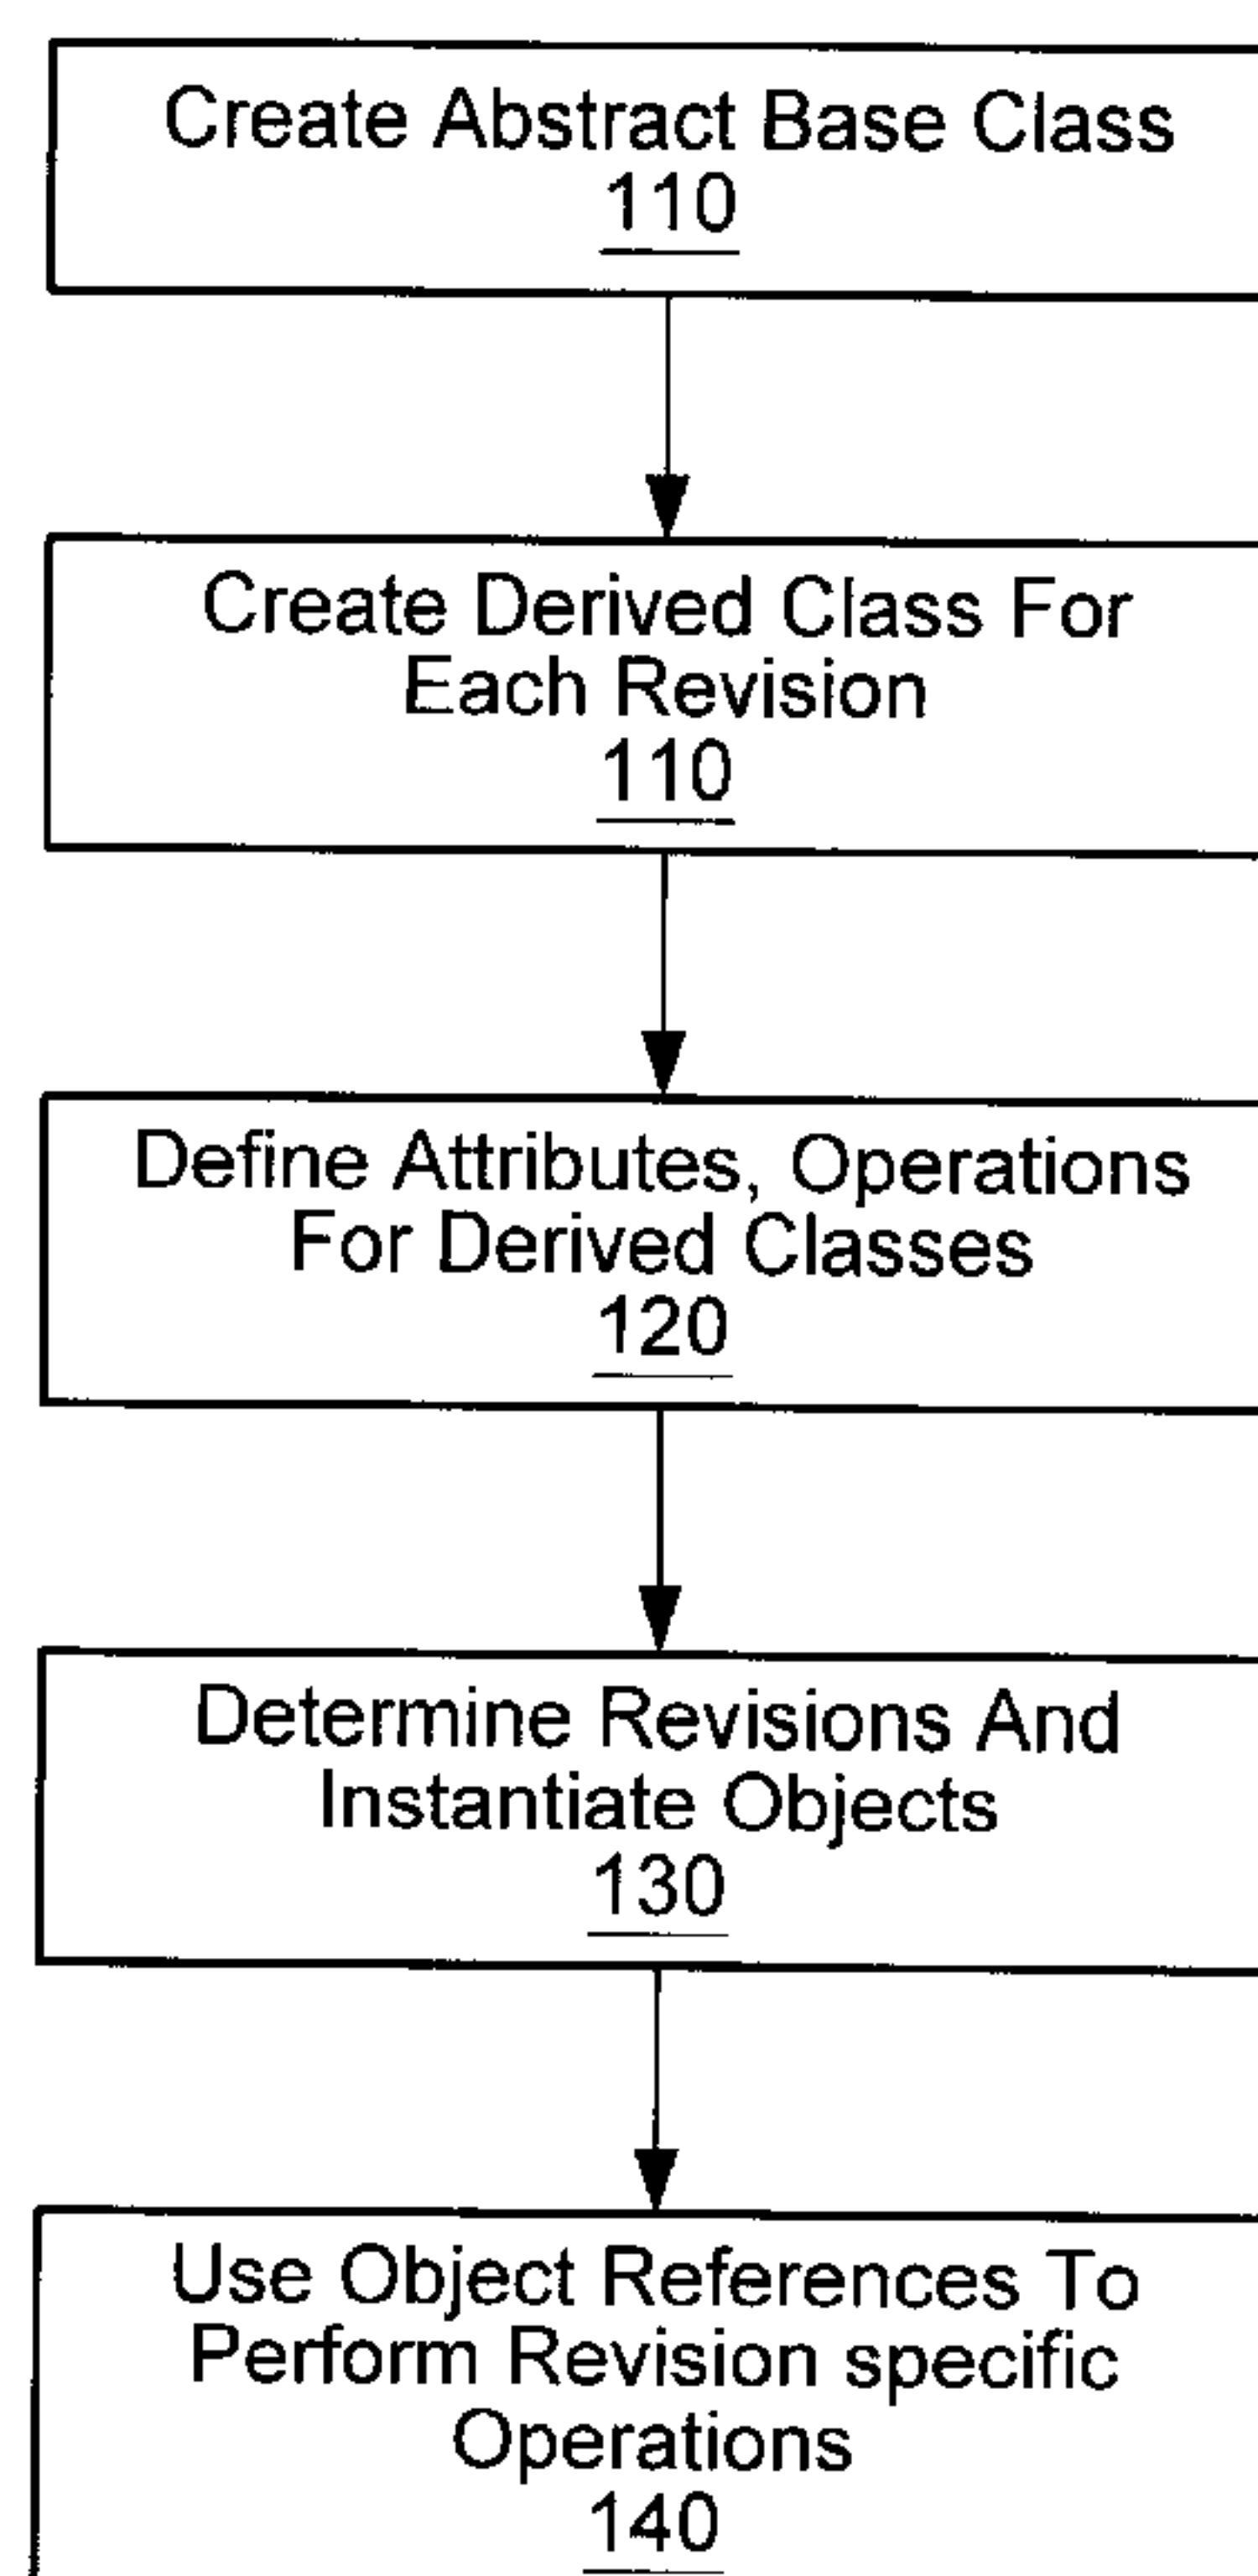 Create Abstract Base Class
110
Create Derived Class For
Each Revision
110
Define Attributes, Operations
For Derived Classes
120
Determine Revisions And
Instantiate Objects
130
Use Object References To
Perform Revision specific
Operations
140